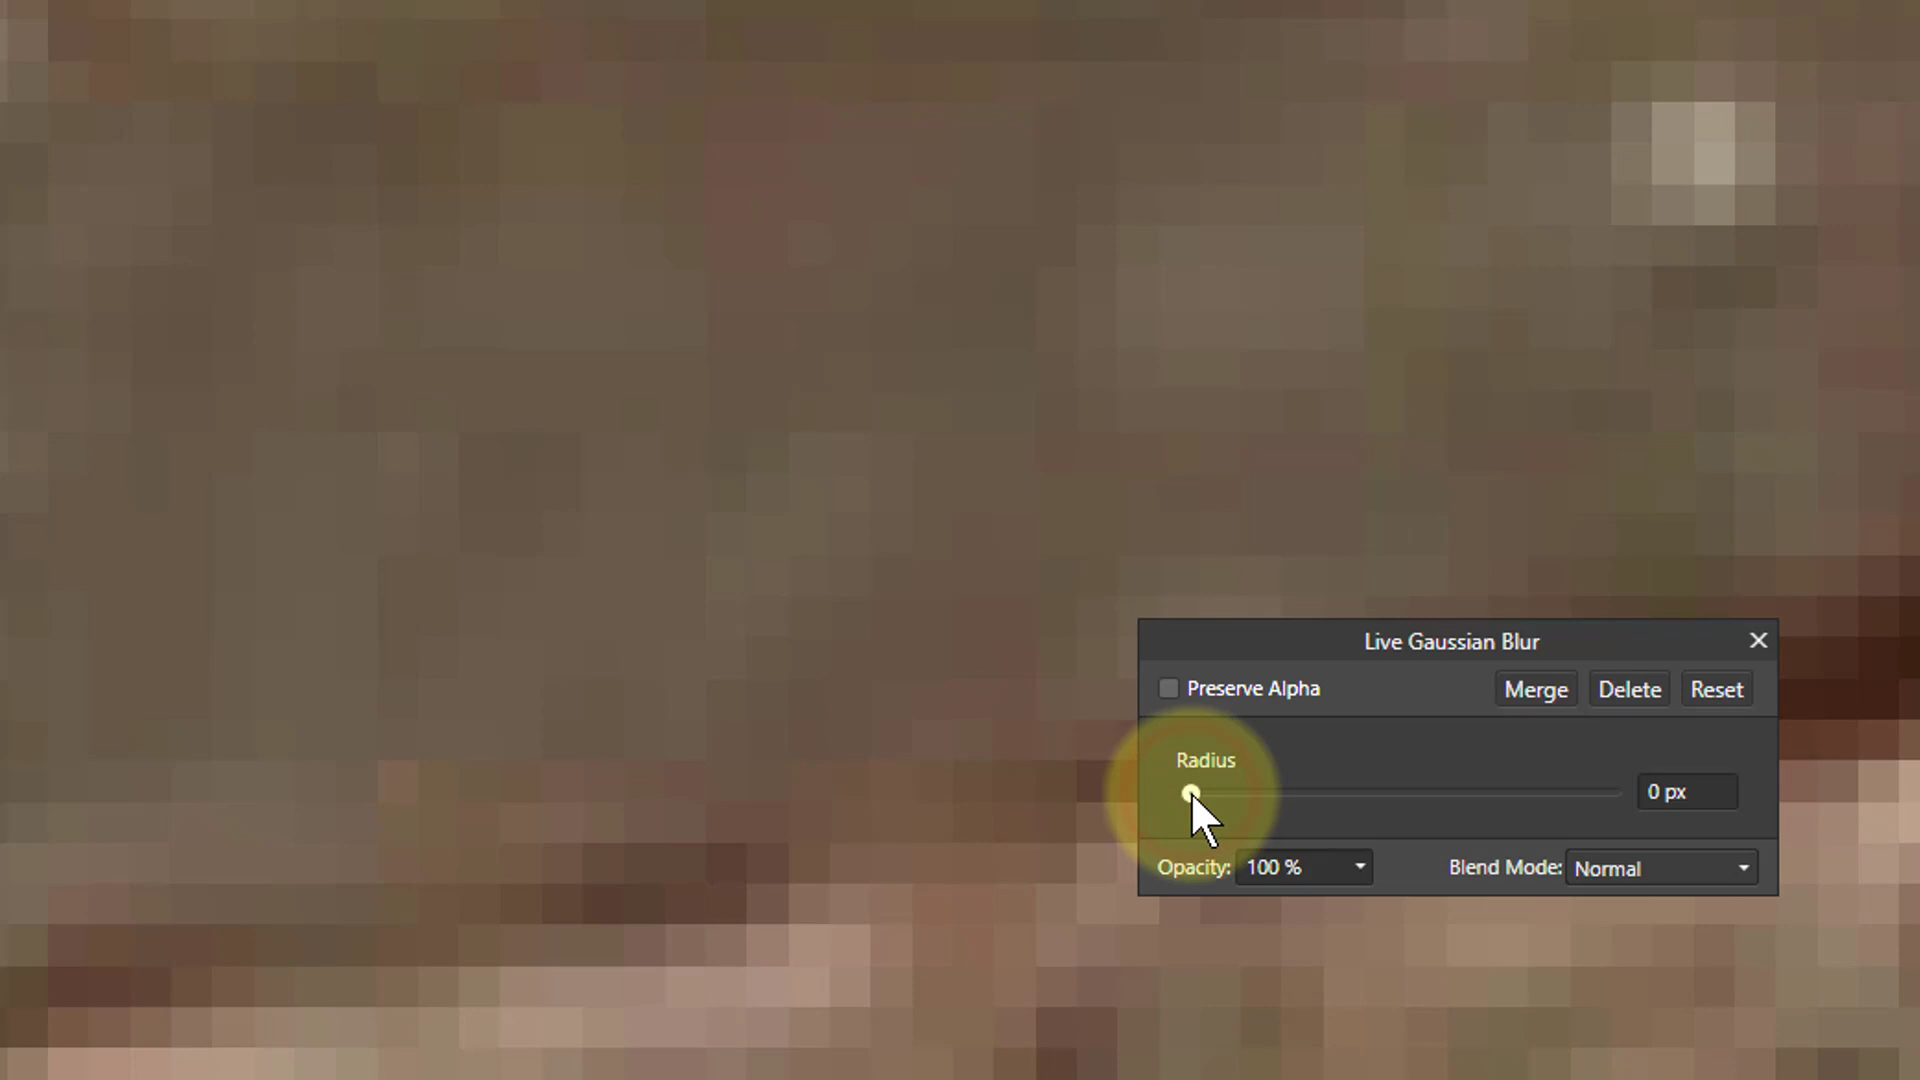 Live Gaussian Blur
Preserve Alpha Merge Delete Reset
Radius
0 px
Opacity: 100 % Blend Mode: Normal